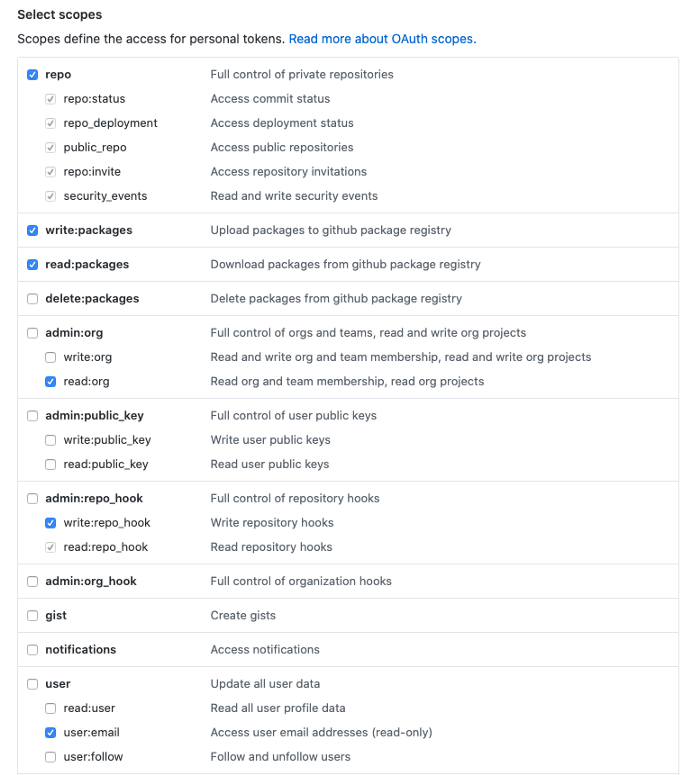 Select scopes
Scopes define the access for personal tokens. Read more about OAuth scopes.
repo Full control of private repositories
repo:status Access commit status
repo_deployment Access deployment status
public_repo Access public repositories
repo:invite Access repository invitations
security_events Read and write security events
write:packages Upload packages to github package registry
read:packages Download packages from github package registry
delete:packages Delete packages from github package registry
admin:org Full control of orgs and teams, read and write org projects
write:org Read and write org and team membership, read and write org projects
read:org Read org and team membership, read org projects
admin:public_key Full control of user public keys
write:public_key Write user public keys
read:public_key Read user public keys
admin:repo_hook Full control of repository hooks
write:repo_hook Write repository hooks
read:repo_hook Read repository hooks
admin:org_hook Full control of organization hooks
gist Create gists
notifications Access notifications
user Update all user data
read:user Read all user profile data
user:email Access user email addresses (read-only)
user:follow Follow and unfollow users